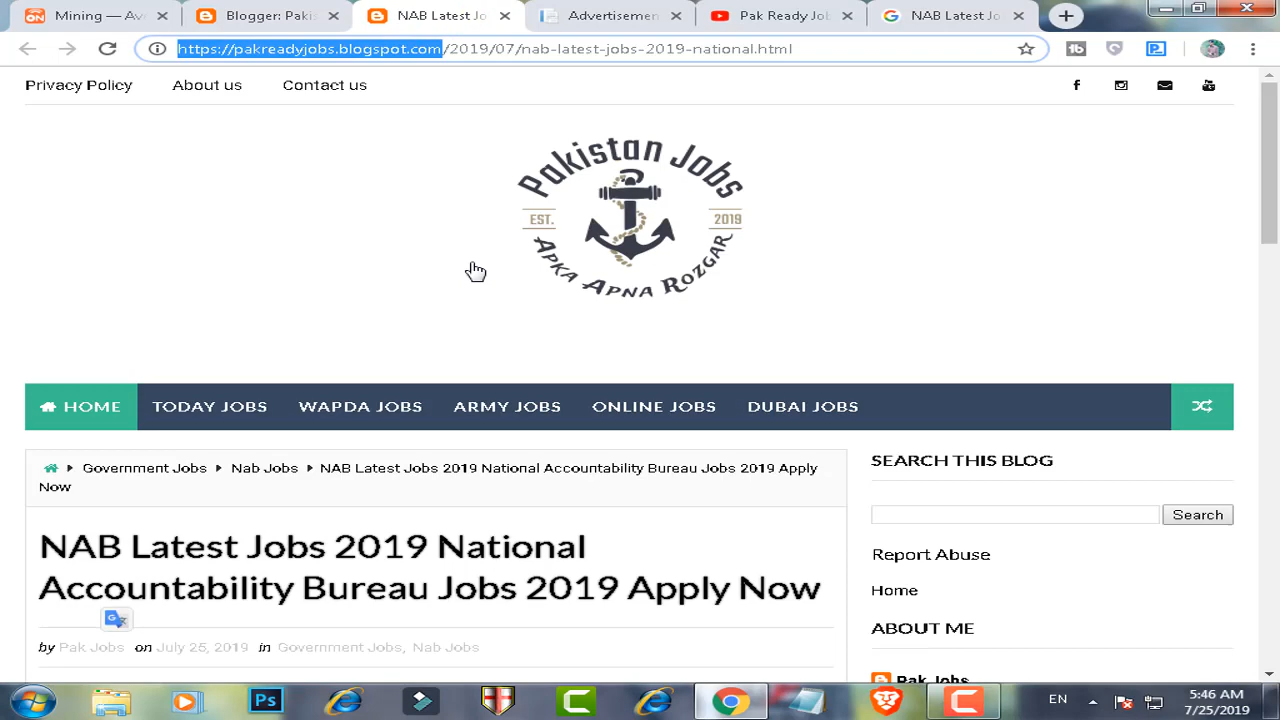 Mining — Av
Blogger: Paki
NAB Latest Jo
Advertisemen
Pak Ready Jo
NAB Latest Jo
https://pakreadyjobs.blogspot.com/2019/07/nab-latest-jobs-2019-national.html
Privacy Policy About us Contact us
Pakistan Jobs
EST. 2019
APKA APNA ROZGAR
HOME TODAY JOBS WAPDA JOBS ARMY JOBS ONLINE JOBS DUBAI JOBS
Government Jobs Nab Jobs NAB Latest Jobs 2019 National Accountability Bureau Jobs 2019 Apply
Now
NAB Latest Jobs 2019 National
Accountability Bureau Jobs 2019 Apply Now
by Pak Jobs on July 25, 2019 in Government Jobs, Nab Jobs
SEARCH THIS BLOG
Search
Report Abuse
Home
ABOUT ME
Pak Jobs
EN
5:46 AM
7/25/2019